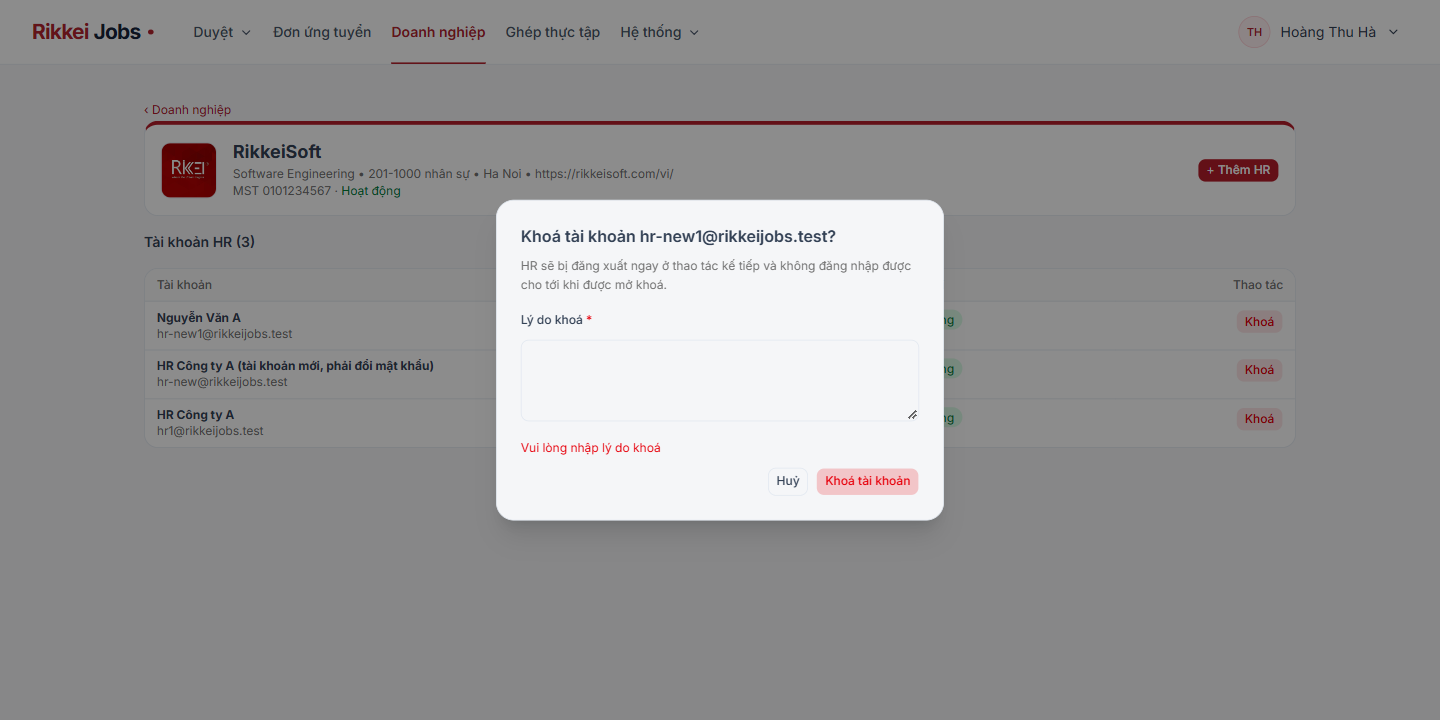 Rikkei Jobs
Duyệt
Đơn ứng tuyển
Doanh nghiệp
Ghép thực tập
Hệ thống
TH
Hoàng Thu Hà
‹ Doanh nghiệp
RIKKEI
RikkeiSoft
Software Engineering • 201-1000 nhân sự • Ha Noi • https://rikkeisoft.com/vi/
MST 0101234567 · Hoạt động
+ Thêm HR
Tài khoản HR (3)
Tài khoản
Thao tác
Nguyễn Văn A
hr-new1@rikkeijobs.test
Khoá
HR Công ty A (tài khoản mới, phải đổi mật khẩu)
hr-new@rikkeijobs.test
Khoá
HR Công ty A
hr1@rikkeijobs.test
Khoá
Khoá tài khoản hr-new1@rikkeijobs.test?
HR sẽ bị đăng xuất ngay ở thao tác kế tiếp và không đăng nhập được
cho tới khi được mở khoá.
Lý do khoá *
Vui lòng nhập lý do khoá
Huỷ
Khoá tài khoản